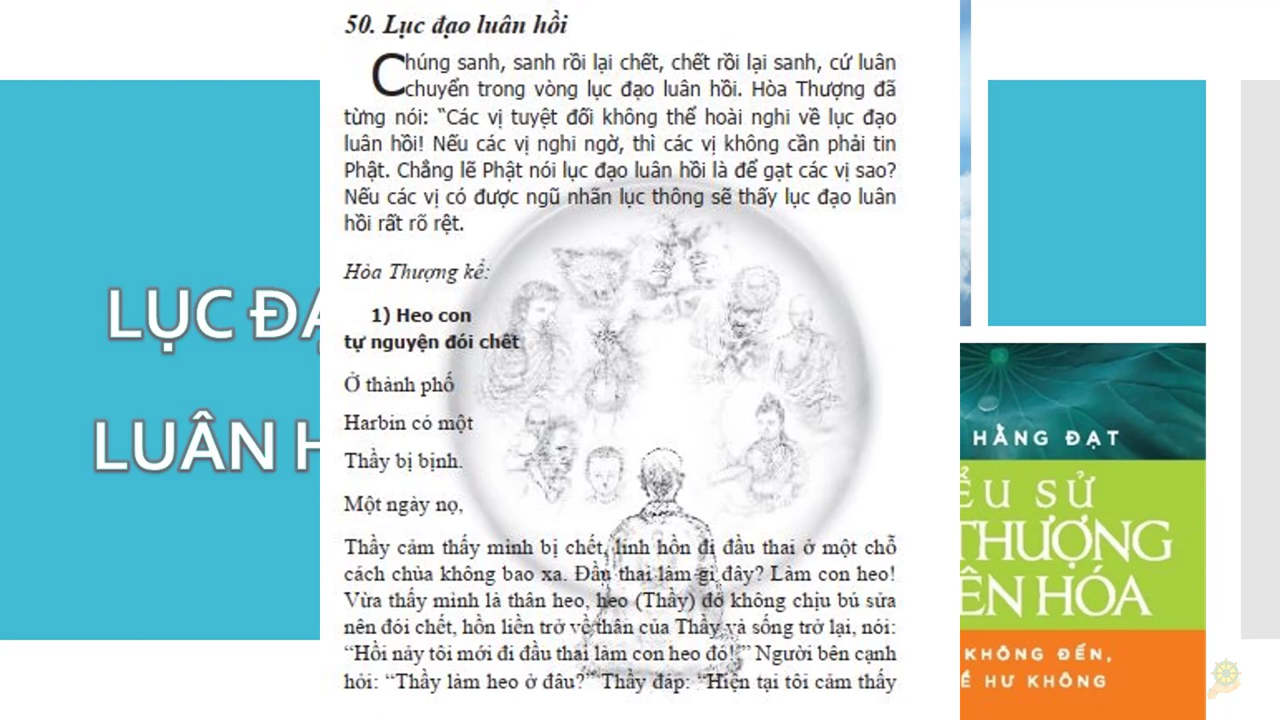 LỤC ĐẠ
LUÂN H
50. Lục đạo luân hồi
Chúng sanh, sanh rồi lại chết, chết rồi lại sanh, cứ luân
chuyển trong vòng lục đạo luân hồi. Hòa Thượng đã
từng nói: “Các vị tuyệt đối không thể hoài nghi về lục đạo
luân hồi! Nếu các vị nghi ngờ, thì các vị không cần phải tin
Phật. Chẳng lẽ Phật nói lục đạo luân hồi là để gạt các vị sao?
Nếu các vị có được ngũ nhãn lục thông sẽ thấy lục đạo luân
hồi rất rõ rệt.
Hòa Thượng kể:
1) Heo con
tự nguyện đói chết
Ở thành phố
Harbin có một
Thầy bị bịnh.
Một ngày nọ,
Thầy cảm thấy mình bị chết, linh hồn đi đầu thai ở một chỗ
cách chùa không bao xa. Đầu thai làm gì đây? Làm con heo!
Vừa thấy mình là thân heo, heo (Thầy) đó không chịu bú sữa
nên đói chết, hồn liền trở về thân của Thầy và sống trở lại, nói:
“Hồi nảy tôi mới đi đầu thai làm con heo đó!” Người bên cạnh
hỏi: “Thầy làm heo ở đâu?” Thầy đáp: “Hiện tại tôi cảm thấy
HẰNG ĐẠT
ỂU SỬ
THƯỢNG
ÊN HÓA
KHÔNG ĐẾN,
Ề HƯ KHÔNG